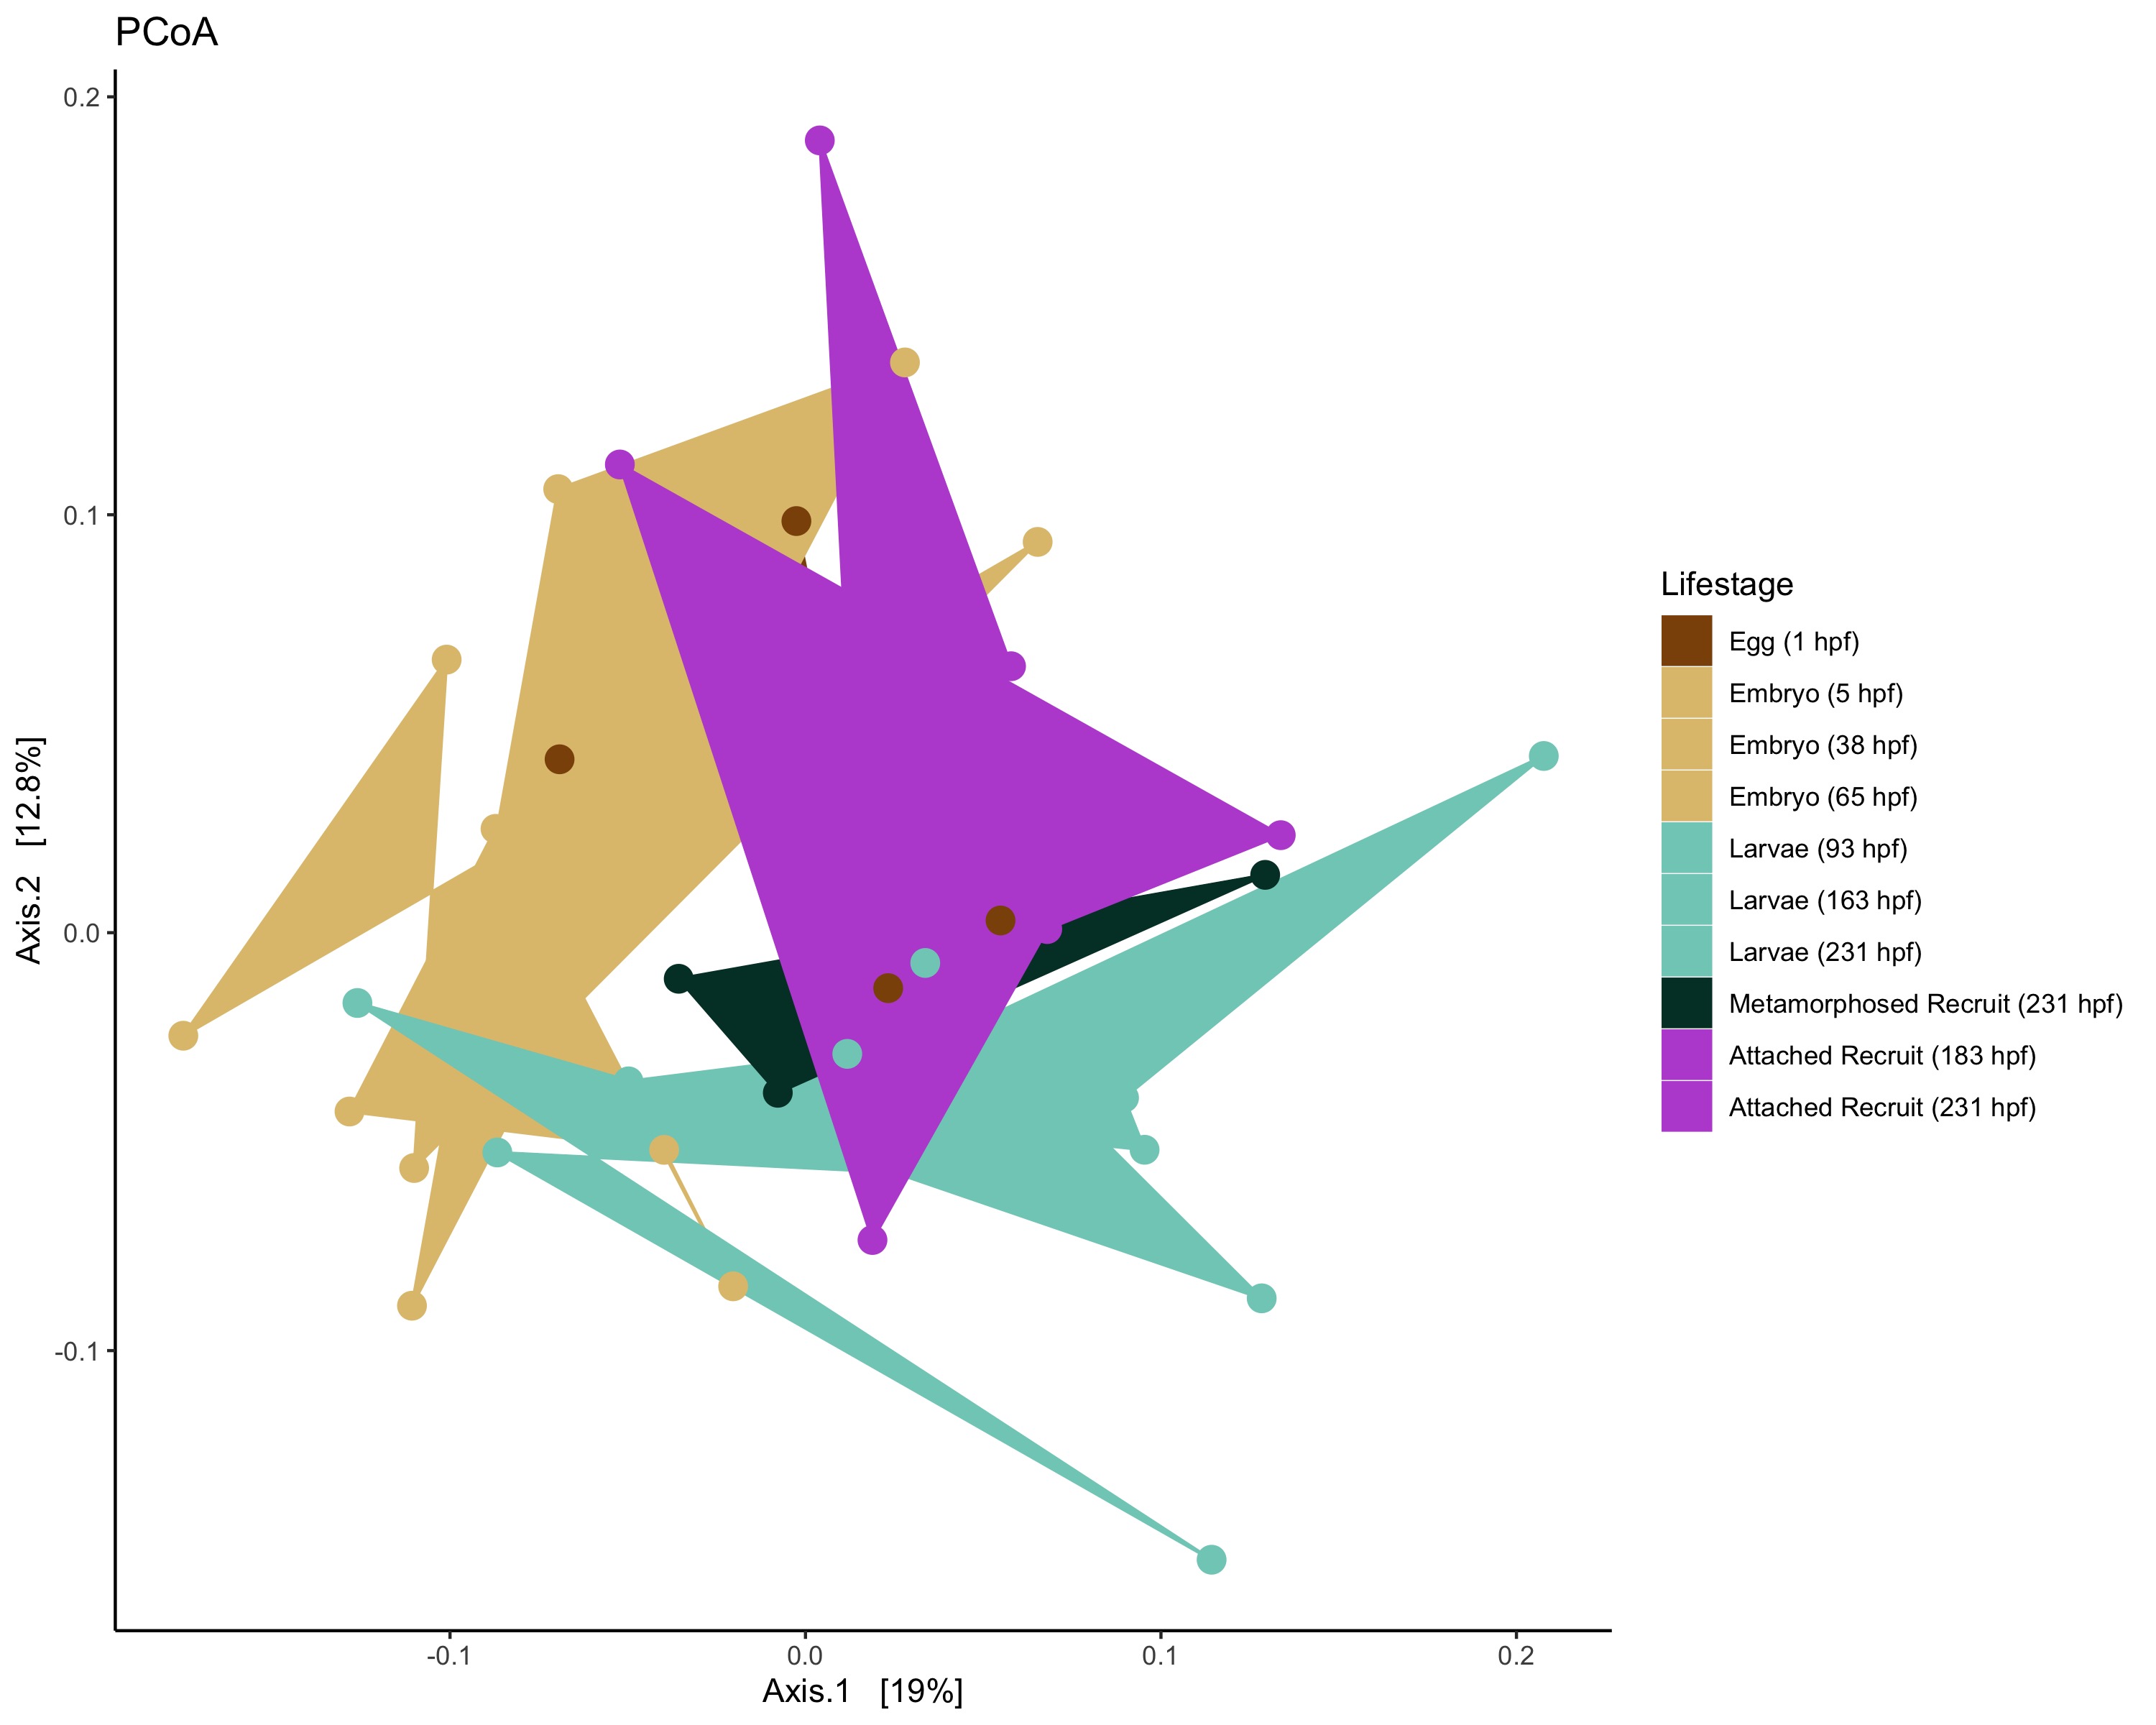 PCoA
0.2
0.1
0.0
-0.1
Axis.2 [12.8%]
-0.1
0.0
0.1
0.2
Axis.1 [19%]
Lifestage
Egg (1 hpf)
Embryo (5 hpf)
Embryo (38 hpf)
Embryo (65 hpf)
Larvae (93 hpf)
Larvae (163 hpf)
Larvae (231 hpf)
Metamorphosed Recruit (231 hpf)
Attached Recruit (183 hpf)
Attached Recruit (231 hpf)